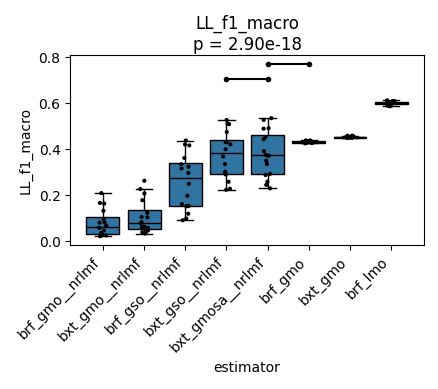 LL_f1_macro
p = 2.90e-18
LL_f1_macro
0.8
0.6
0.4
0.2
0.0
brf_gmo__nrlmf
bxt_gmo__nrlmf
brf_gso__nrlmf
bxt_gso__nrlmf
bxt_gmosa__nrlmf
brf_gmo
bxt_gmo
brf_lmo
estimator